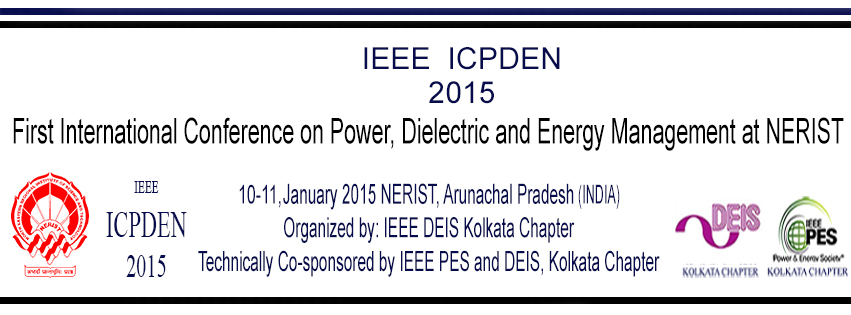 IEEE ICPDEN
2015
First International Conference on Power, Dielectric and Energy Management at NERIST
IEEE
ICPDEN
2015
10-11,January 2015 NERIST, Arunachal Pradesh (INDIA)
Organized by: IEEE DEIS Kolkata Chapter
Technically Co-sponsored by IEEE PES and DEIS, Kolkata Chapter
NERIST
DEIS
KOLKATA CHAPTER
IEEE
PES
Power & Energy Society®
KOLKATA CHAPTER